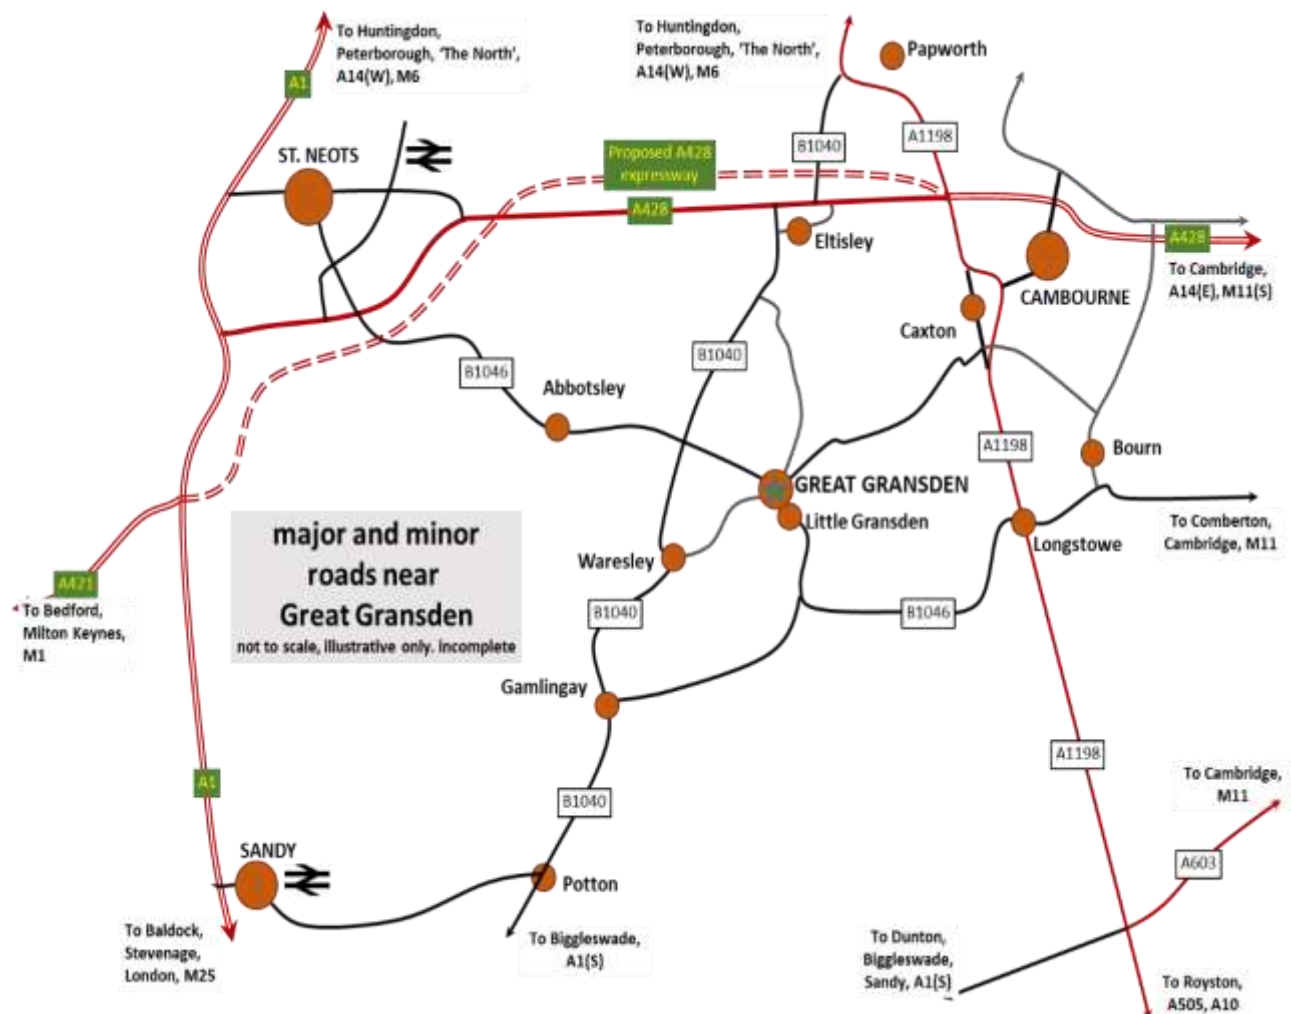 To Huntingdon,
Peterborough, 'The North',
A14(W), M6
A1
To Huntingdon,
Peterborough, 'The North',
A14(W), M6
Papworth
A1198
B1040
ST. NEOTS
Proposed A428
expressway
A428
Eltisley
A428
To Cambridge,
A14(E), M11(S)
CAMBOURNE
Caxton
B1040
B1046
Abbotsley
A1198
Bourn
GREAT GRANSDEN
Little Gransden
To Comberton,
Cambridge, M11
Longstowe
Waresley
major and minor
roads near
Great Gransden
not to scale, illustrative only. Incomplete
A421
To Bedford,
Milton Keynes,
M1
B1040
B1046
Gamlingay
A1198
A1
B1040
To Cambridge,
M11
A603
SANDY
Potton
To Baldock,
Stevenage,
London, M25
To Biggleswade,
A1(S)
To Dunton,
Biggleswade,
Sandy, A1(S)
To Royston,
A505, A10